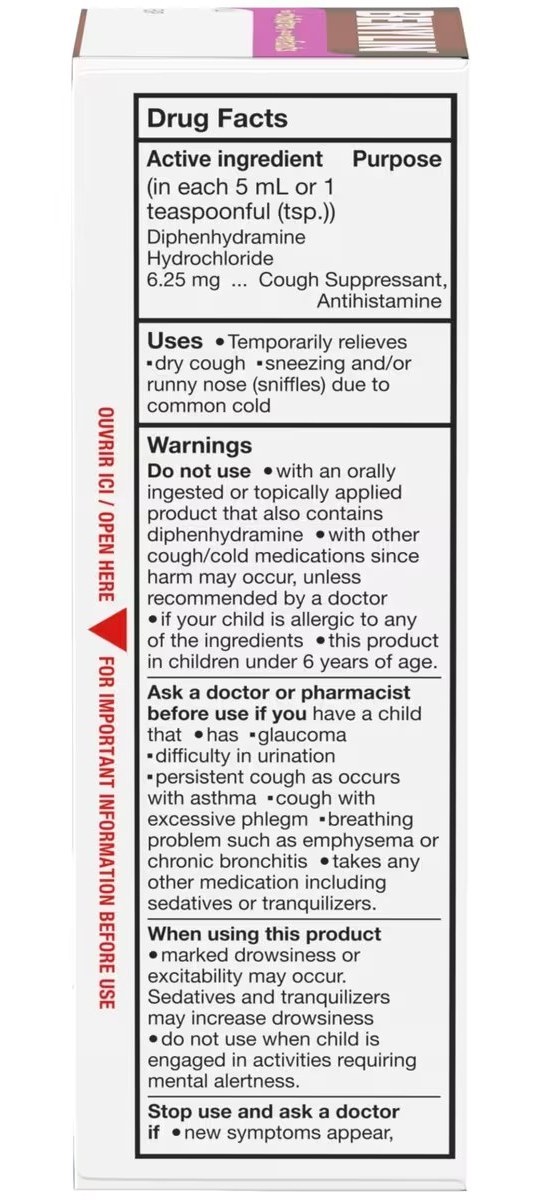 BENYLIN
Drug Facts
Active ingredient Purpose
(in each 5 mL or 1
teaspoonful (tsp.))
Diphenhydramine
Hydrochloride
6.25 mg ... Cough Suppressant,
Antihistamine
Uses •Temporarily relieves
▪dry cough ▪sneezing and/or
runny nose (sniffles) due to
common cold
Warnings
Do not use •with an orally
ingested or topically applied
product that also contains
diphenhydramine •with other
cough/cold medications since
harm may occur, unless
recommended by a doctor
•if your child is allergic to any
of the ingredients •this product
in children under 6 years of age.
Ask a doctor or pharmacist
before use if you have a child
that •has ▪glaucoma
▪difficulty in urination
▪persistent cough as occurs
with asthma ▪cough with
excessive phlegm ▪breathing
problem such as emphysema or
chronic bronchitis •takes any
other medication including
sedatives or tranquilizers.
When using this product
•marked drowsiness or
excitability may occur.
Sedatives and tranquilizers
may increase drowsiness
•do not use when child is
engaged in activities requiring
mental alertness.
Stop use and ask a doctor
if •new symptoms appear,
OUVRIR ICI / OPEN HERE
FOR IMPORTANT INFORMATION BEFORE USE